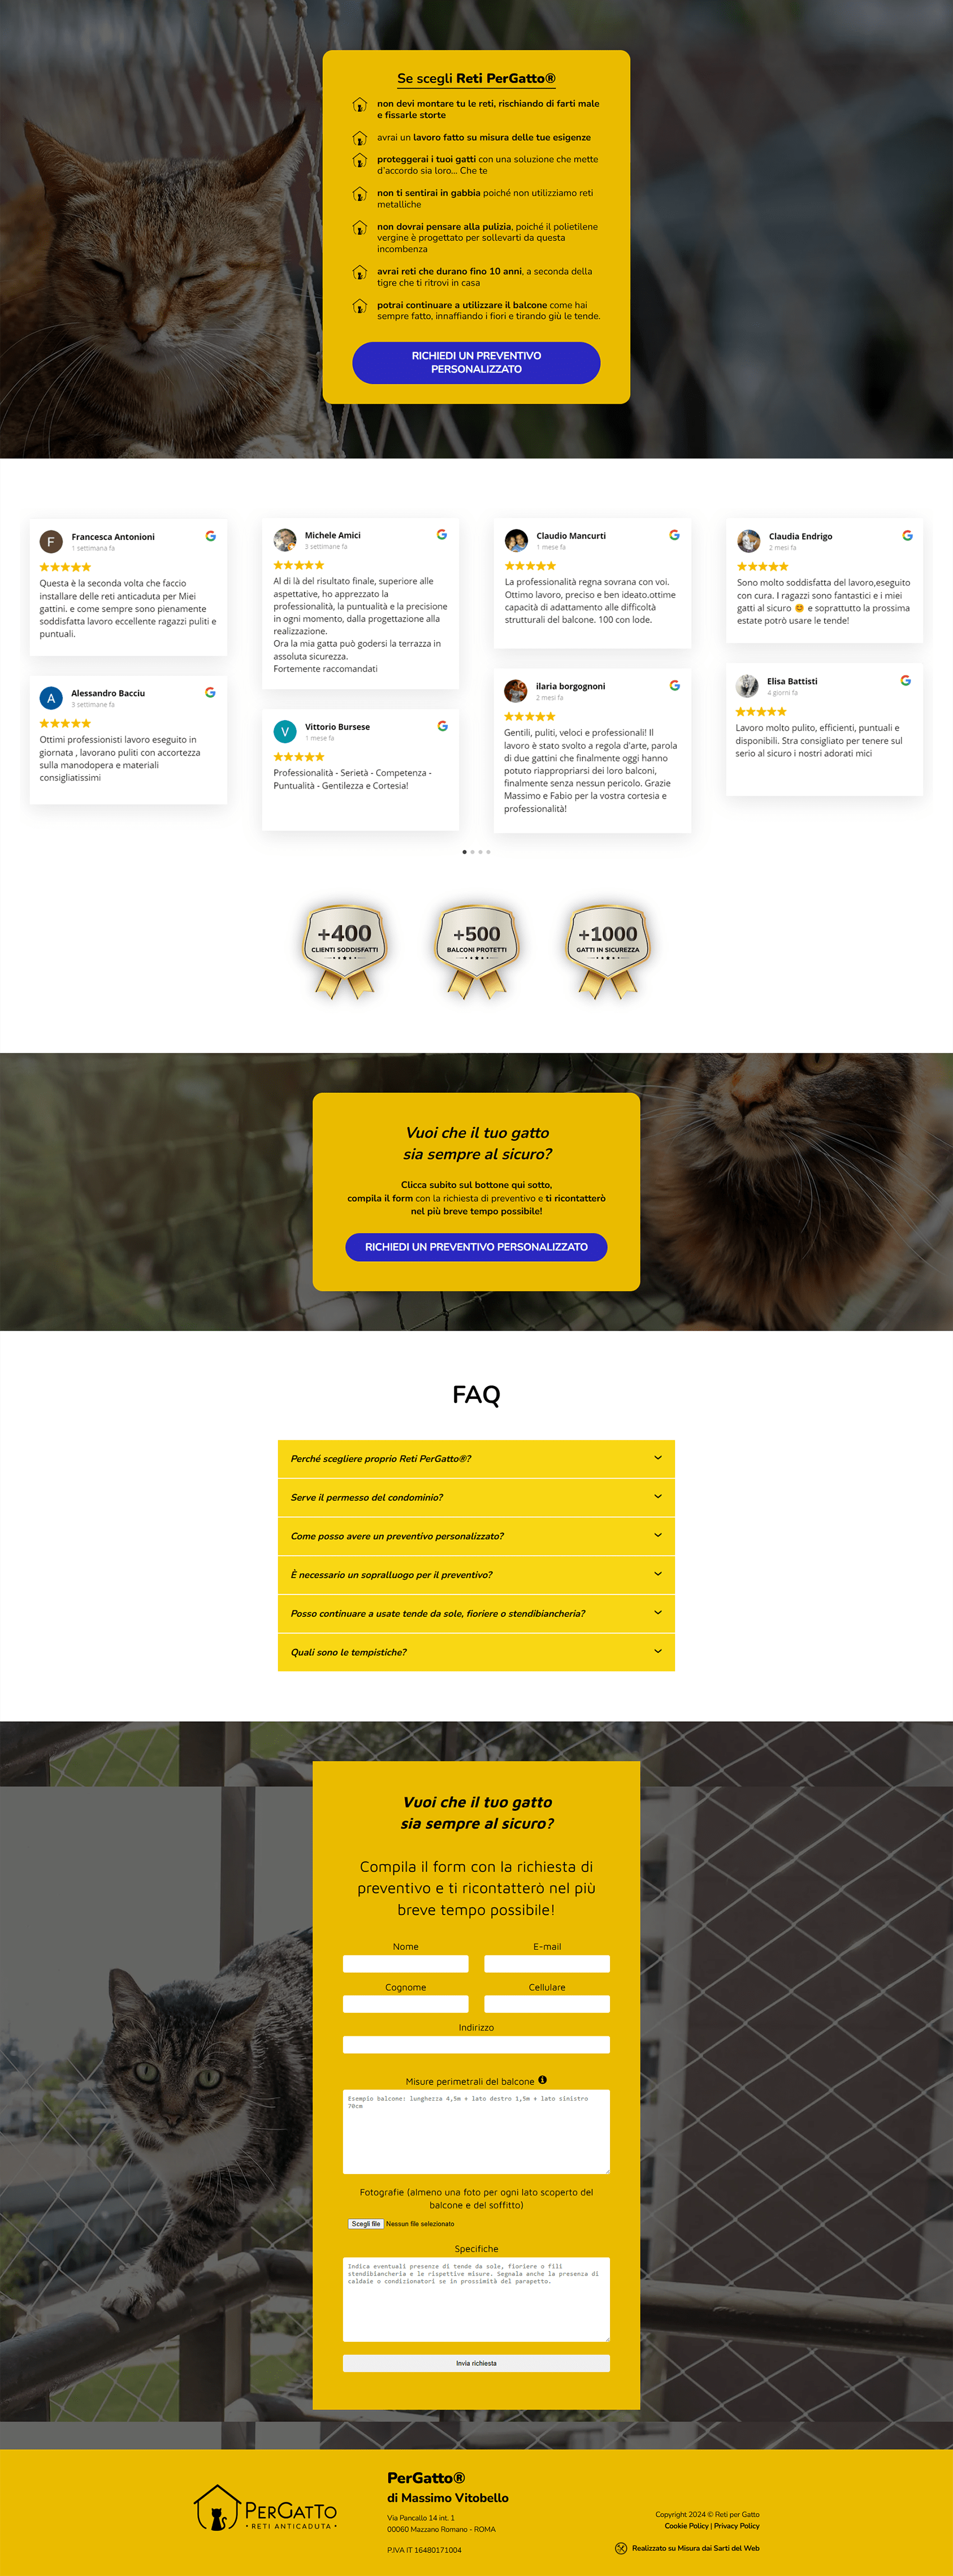 Se scegli Reti PerGatto®
non devi montare tu le reti, rischiando di farti male
e fissarle storte
avrai un lavoro fatto su misura delle tue esigenze
proteggerai i tuoi gatti con una soluzione che mette
d'accordo sia loro... Che te
non ti sentirai in gabbia poiché non utilizziamo reti
metalliche
non dovrai pensare alla pulizia, poiché il polietilene
vergine è progettato per sollevarti da questa
incombenza
avrai reti che durano fino 10 anni, a seconda della
tigre che ti ritrovi in casa
potrai continuare a utilizzare il balcone come hai
sempre fatto, innaffiando i fiori e tirando giù le tende.
RICHIEDI UN PREVENTIVO
PERSONALIZZATO
F
Francesca Antonioni
1 settimana fa
Questa è la seconda volta che faccio
installare delle reti anticaduta per Miei
gattini. e come sempre sono pienamente
soddisfatta lavoro eccellente ragazzi puliti e
puntuali.
A
Alessandro Bacciu
3 settimane fa
Ottimi professionisti lavoro eseguito in
giornata , lavorano puliti con accortezza
sulla manodopera e materiali
consigliatissimi
Michele Amici
3 settimane fa
Al di là del risultato finale, superiore alle
aspettative, ho apprezzato la
professionalità, la puntualità e la precisione
in ogni momento, dalla progettazione alla
realizzazione.
Ora la mia gatta può godersi la terrazza in
assoluta sicurezza.
Fortemente raccomandati
V
Vittorio Bursese
1 mese fa
Professionalità - Serietà - Competenza -
Puntualità - Gentilezza e Cortesia!
Claudio Mancurti
1 mese fa
La professionalità regna sovrana con voi.
Ottimo lavoro, preciso e ben ideato.ottime
capacità di adattamento alle difficoltà
strutturali del balcone. 100 con lode.
ilaria borgognoni
2 mesi fa
Gentili, puliti, veloci e professionali! Il
lavoro è stato svolto a regola d'arte, parola
di due gattini che finalmente oggi hanno
potuto riappropriarsi dei loro balconi,
finalmente senza nessun pericolo. Grazie
Massimo e Fabio per la vostra cortesia e
professionalità!
Claudia Endrigo
2 mesi fa
Sono molto soddisfatta del lavoro,eseguito
con cura. I ragazzi sono fantastici e i miei
gatti al sicuro 😊 e soprattutto la prossima
estate potrò usare le tende!
Elisa Battisti
4 giorni fa
Lavoro molto pulito, efficienti, puntuali e
disponibili. Stra consigliato per tenere sul
serio al sicuro i nostri adorati mici
+400
CLIENTI SODDISFATTI
+500
BALCONI PROTETTI
+1000
GATTI IN SICUREZZA
Vuoi che il tuo gatto
sia sempre al sicuro?
Clicca subito sul bottone qui sotto,
compila il form con la richiesta di preventivo e ti ricontatterò
nel più breve tempo possibile!
RICHIEDI UN PREVENTIVO PERSONALIZZATO
FAQ
Perché scegliere proprio Reti PerGatto®?
Serve il permesso del condominio?
Come posso avere un preventivo personalizzato?
È necessario un sopralluogo per il preventivo?
Posso continuare a usate tende da sole, fioriere o stendibiancheria?
Quali sono le tempistiche?
Vuoi che il tuo gatto
sia sempre al sicuro?
Compila il form con la richiesta di
preventivo e ti ricontatterò nel più
breve tempo possibile!
Nome
E-mail
Cognome
Cellulare
Indirizzo
Misure perimetrali del balcone
Esempio balcone: lunghezza 4,5m + lato destro 1,5m + lato sinistro
70cm
Fotografie (almeno una foto per ogni lato scoperto del
balcone e del soffitto)
Scegli file Nessun file selezionato
Specifiche
Indica eventuali presenze di tende da sole, fioriere o fili
stendibiancheria e le rispettive misure. Segnala anche la presenza di
caldaie o condizionatori se in prossimità del parapetto.
Invia richiesta
PERGATTO
• RETI ANTICADUTA •
PerGatto®
di Massimo Vitobello
Via Pancallo 14 int. 1
00060 Mazzano Romano - ROMA
P.IVA IT 16480171004
Copyright 2024 © Reti per Gatto
Cookie Policy | Privacy Policy
Realizzato su Misura dai Sarti del Web